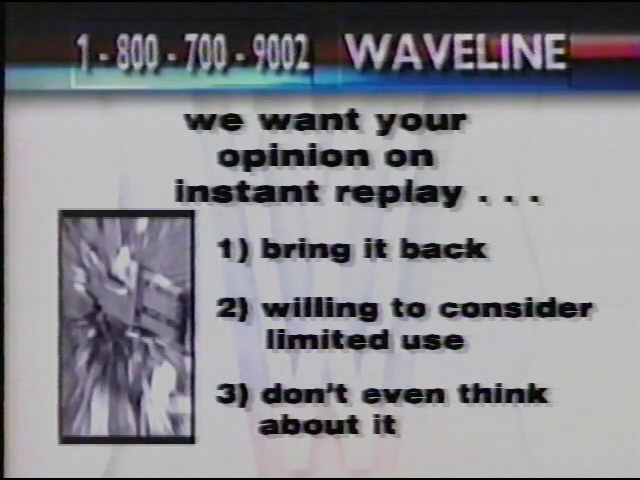 1-800-700-9002 WAVELINE
we want your
opinion on
instant replay . . .
1) bring it back
2) willing to consider
limited use
3) don't even think
about it